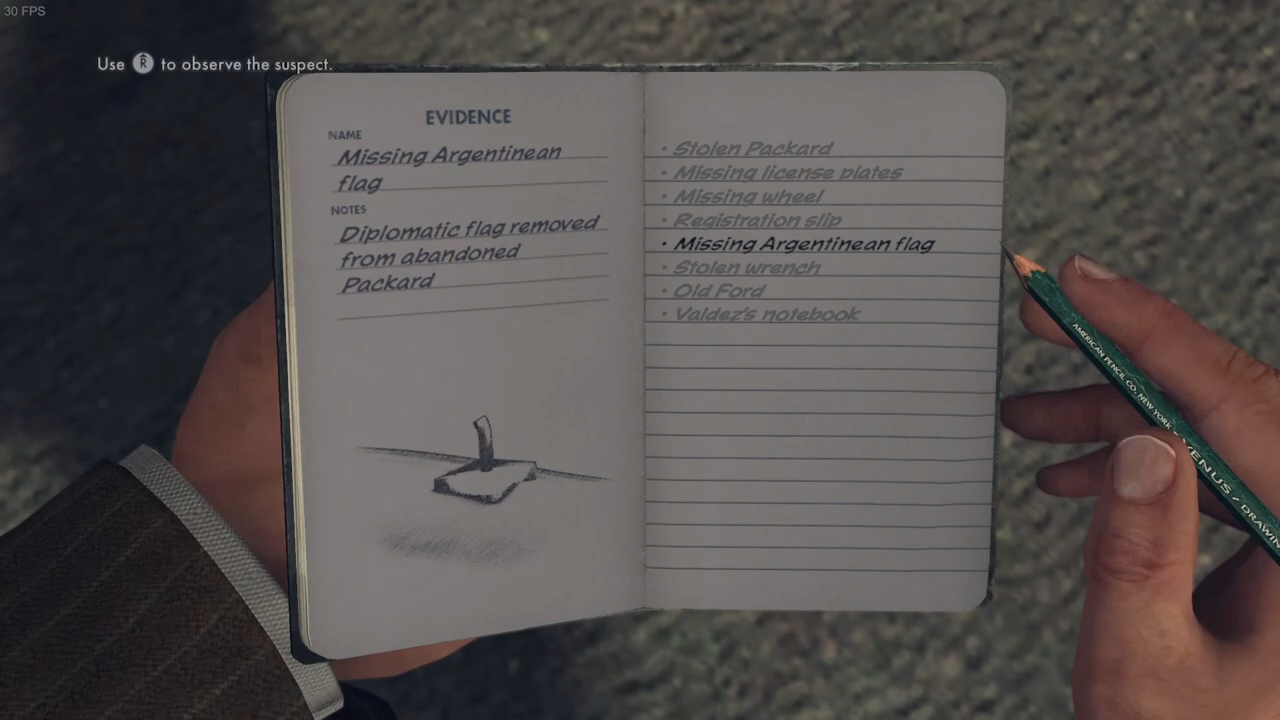 30 FPS
Use R to observe the suspect.
EVIDENCE
NAME
Missing Argentinean
flag
NOTES
Diplomatic flag removed
from abandoned
Packard
• Stolen Packard
• Missing license plates
• Missing wheel
• Registration slip
• Missing Argentinean flag
• Stolen wrench
• Old Ford
• Valdez's notebook
AMERICAN PENCIL CO. NEW YORK VENUS / DRAWIN